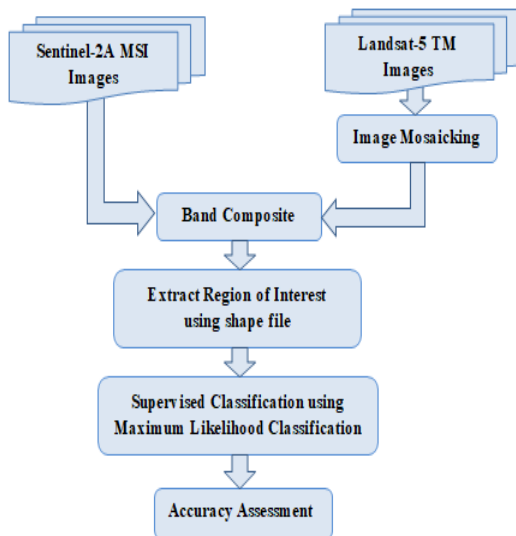 Sentinel-2A MSI
Images
Landsat-5 TM
Images
Image Mosaicking
Band Composite
Extract Region of Interest
using shape file
Supervised Classification using
Maximum Likelihood Classification
Accuracy Assessment